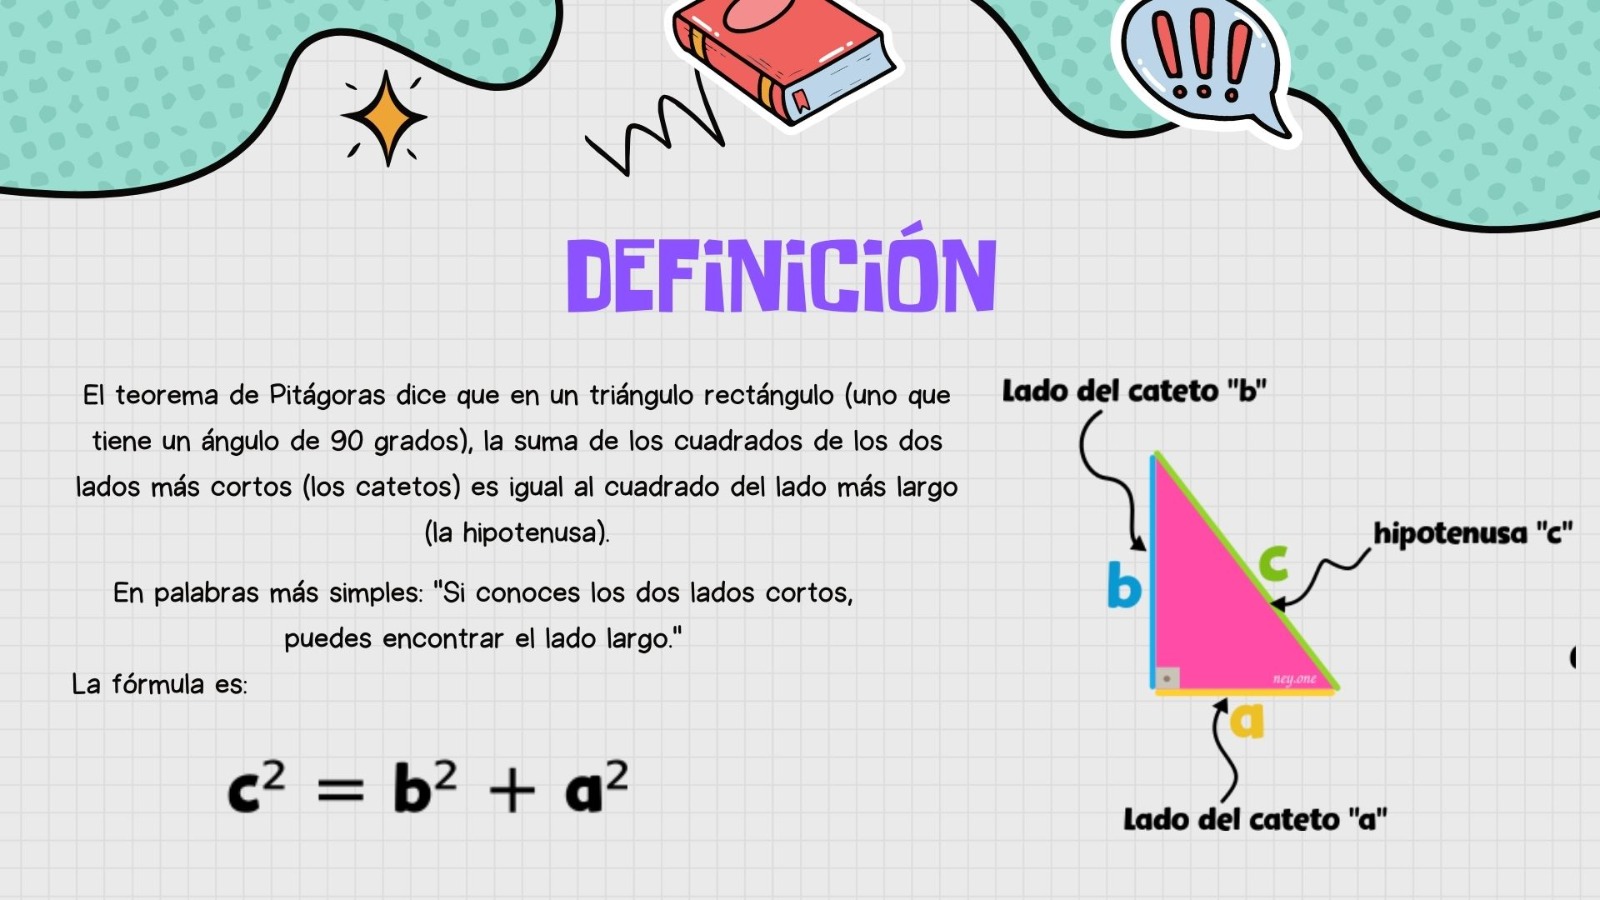 DEFiNiCiÓN
El teorema de Pitágoras dice que en un triángulo rectángulo (uno que
tiene un ángulo de 90 grados), la suma de los cuadrados de los dos
lados más cortos (los catetos) es igual al cuadrado del lado más largo
(la hipotenusa).
En palabras más simples: "Si conoces los dos lados cortos,
puedes encontrar el lado largo."
La fórmula es:
c² = b² + a²
Lado del cateto "b"
hipotenusa "c"
c
b
ney.one
a
Lado del cateto "a"